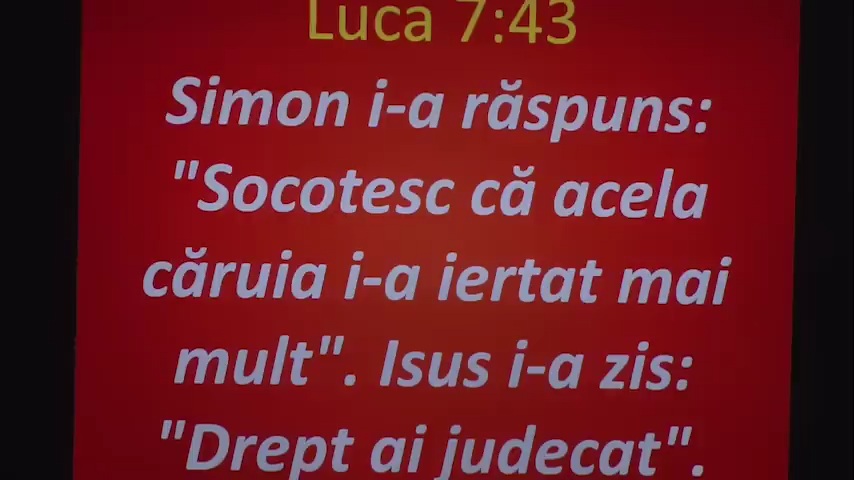 Luca 7:43
Simon i-a răspuns:
"Socotesc că acela
căruia i-a iertat mai
mult". Isus i-a zis:
"Drept ai judecat".